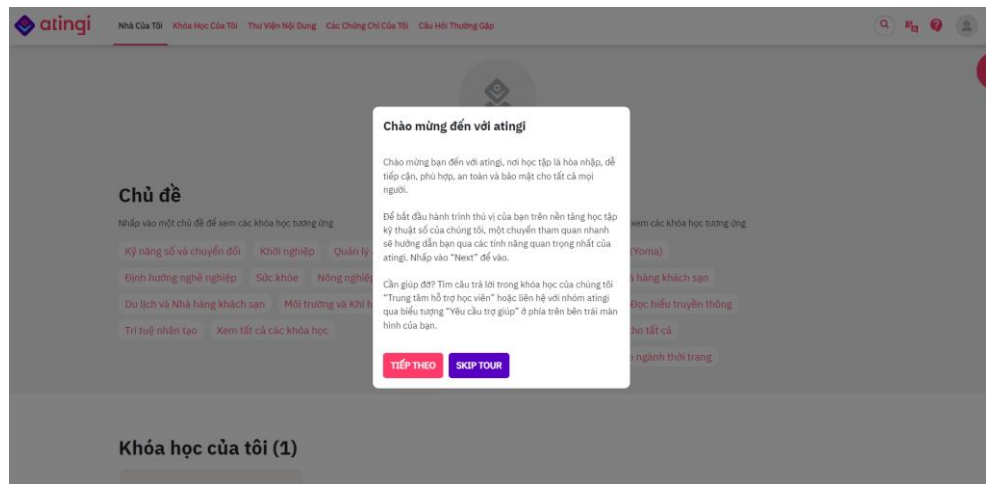 atingi
Nhà Của Tôi Khóa Học Của Tôi Thư Viện Nội Dung Các Chứng Chỉ Của Tôi Câu Hỏi Thường Gặp
Chào mừng đến với atingi
Chào mừng bạn đến với atingi, nơi học tập là hòa nhập, dễ
tiếp cận, phù hợp, an toàn và bảo mật cho tất cả mọi
người.
Để bắt đầu hành trình thú vị của bạn trên nền tảng học tập
kỹ thuật số của chúng tôi, một chuyến tham quan nhanh
sẽ hướng dẫn bạn qua các tính năng quan trọng nhất của
atingi. Nhấp vào "Next" để vào.
Cần giúp đỡ? Tìm câu trả lời trong khóa học của chúng tôi
"Trung tâm hỗ trợ học viên" hoặc liên hệ với nhóm atingi
qua biểu tượng "Yêu cầu trợ giúp" ở phía trên bên trái màn
hình của bạn.
TIẾP THEO SKIP TOUR
Chủ đề
Nhấp vào một chủ đề để xem các khóa học tương ứng
Kỹ năng số và chuyển đổi Khởi nghiệp Quản lý
Định hướng nghề nghiệp Sức khỏe Nông nghiệp
Du lịch và Nhà hàng khách sạn Môi trường và Khí h
Trí tuệ nhân tạo Xem tất cả các khóa học
xem các khóa học tương ứng
(Yoma)
hàng khách sạn
Đọc hiểu truyền thông
ho tất cả
ngành thời trang
Khóa học của tôi (1)